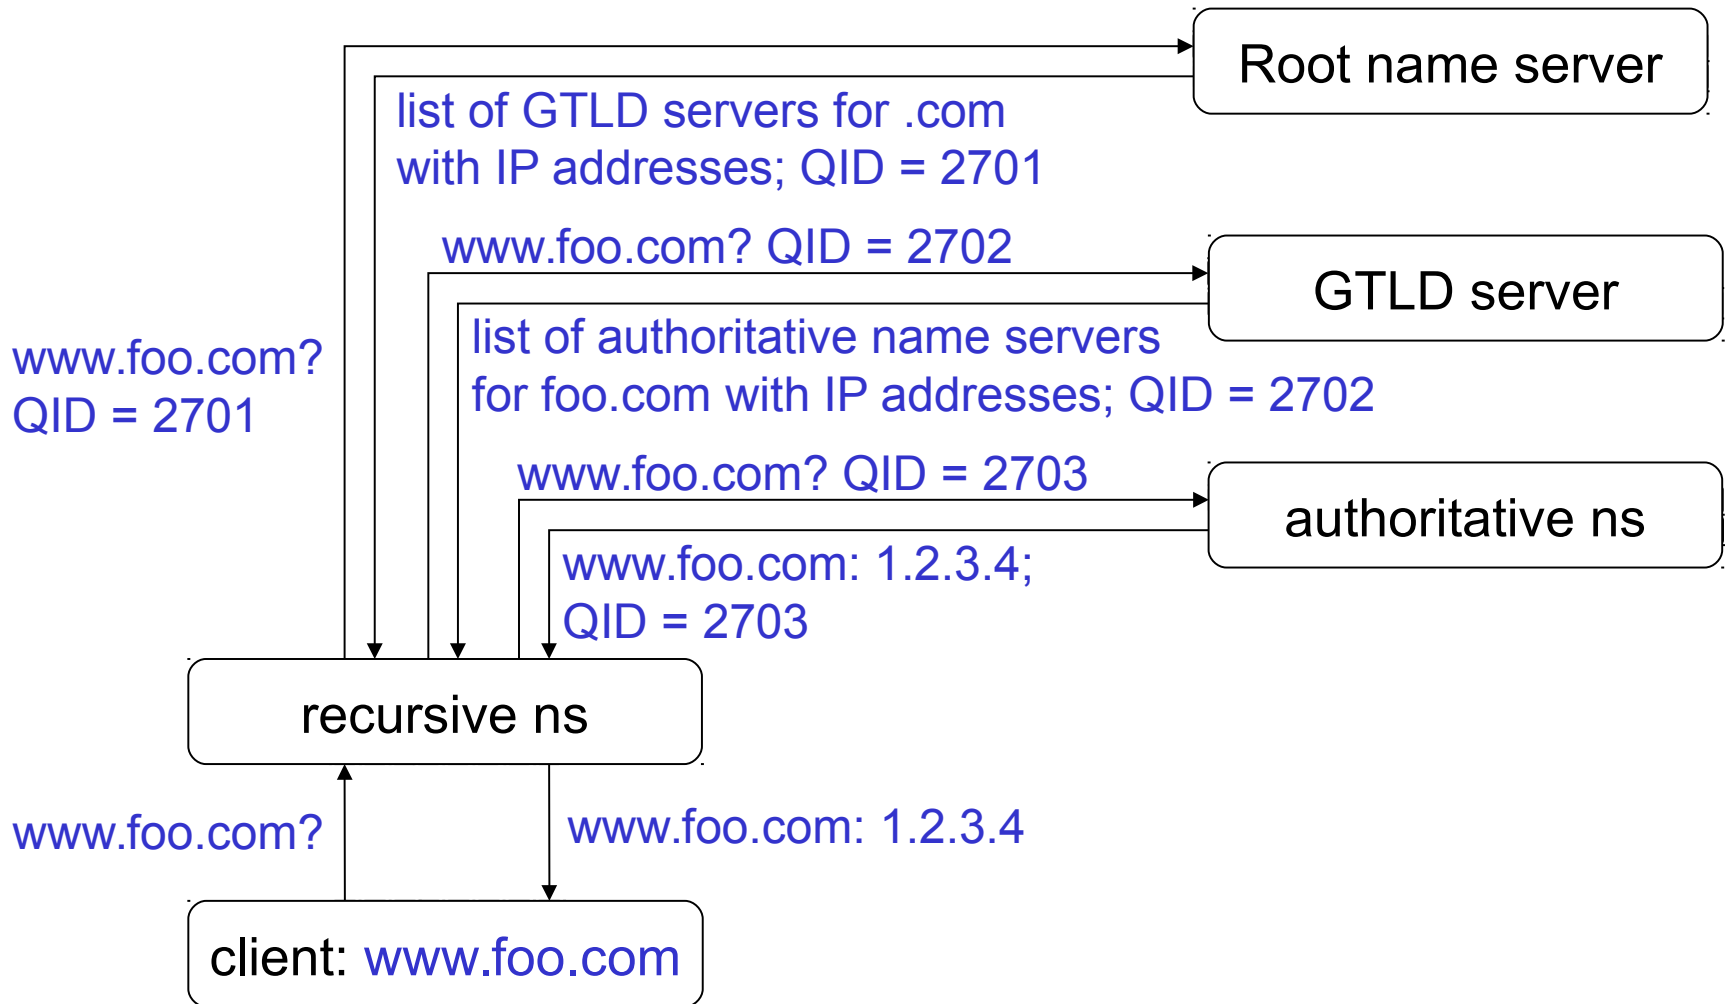 Root name server
list of GTLD servers for .com
with IP addresses; QID = 2701
www.foo.com? QID = 2702
GTLD server
list of authoritative name servers
for foo.com with IP addresses; QID = 2702
www.foo.com?
QID = 2701
www.foo.com? QID = 2703
authoritative ns
www.foo.com: 1.2.3.4;
QID = 2703
recursive ns
www.foo.com?
www.foo.com: 1.2.3.4
client: www.foo.com